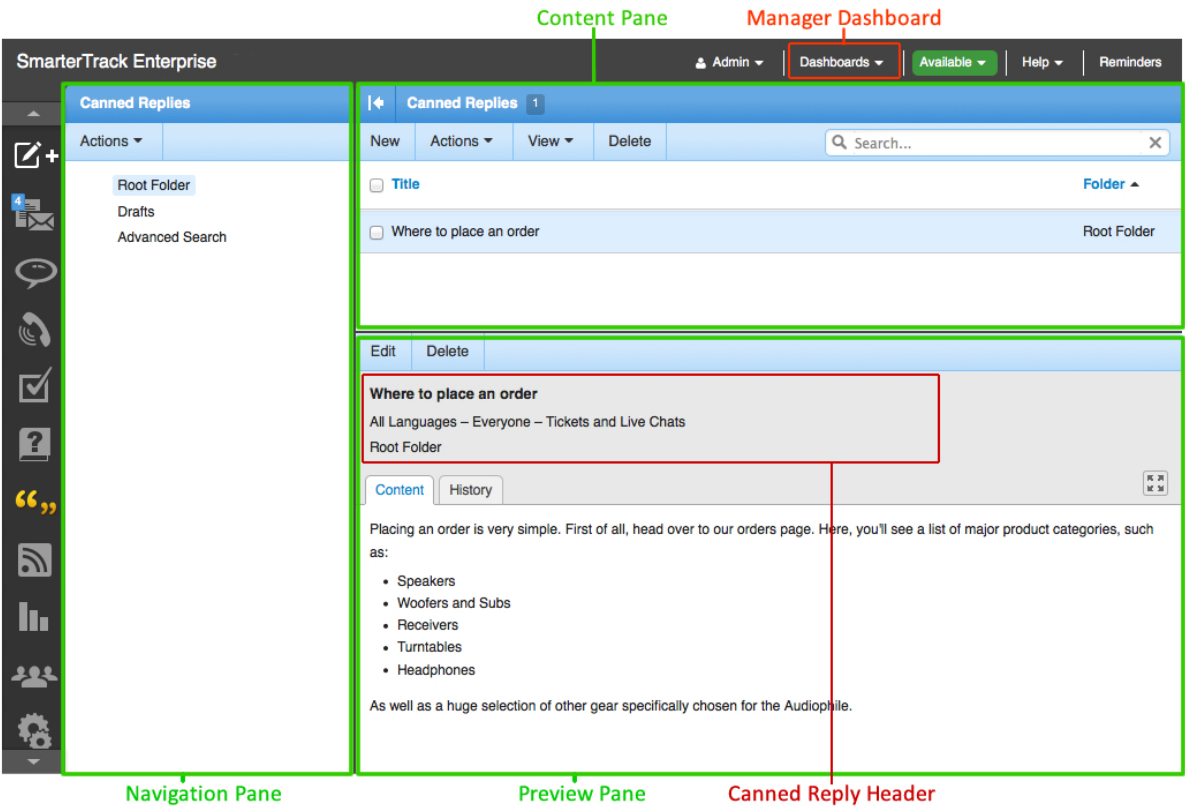 Content Pane Manager Dashboard
SmarterTrack Enterprise Admin Dashboards Available Help Reminders
Canned Replies
Actions
Root Folder
Drafts
Advanced Search
4
Canned Replies 1
New Actions View Delete Search...
Title Folder
Where to place an order Root Folder
Edit Delete
Where to place an order
All Languages – Everyone – Tickets and Live Chats
Root Folder
Content History
Placing an order is very simple. First of all, head over to our orders page. Here, you'll see a list of major product categories, such
as:
• Speakers
• Woofers and Subs
• Receivers
• Turntables
• Headphones
As well as a huge selection of other gear specifically chosen for the Audiophile.
Navigation Pane Preview Pane Canned Reply Header